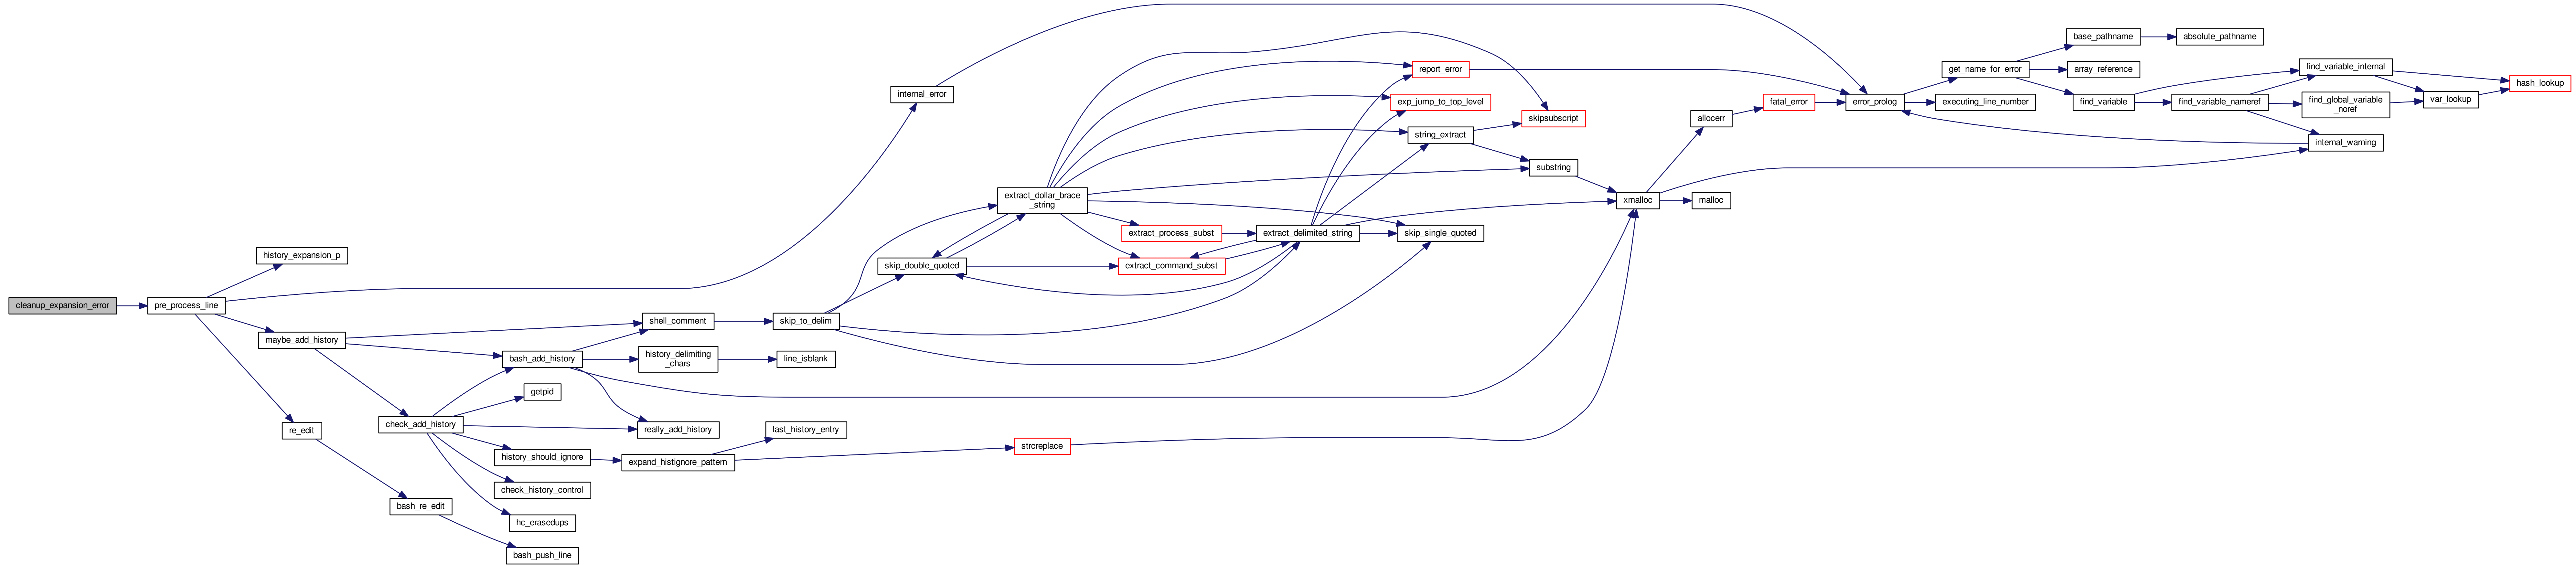 cleanup_expansion_error
pre_process_line
history_expansion_p
maybe_add_history
re_edit
internal_error
shell_comment
bash_add_history
history_delimiting
_chars
line_isblank
check_add_history
getpid
really_add_history
history_should_ignore
expand_histignore_pattern
last_history_entry
strcreplace
check_history_control
hc_erasedups
bash_re_edit
bash_push_line
skip_to_delim
skip_double_quoted
extract_dollar_brace
_string
extract_process_subst
extract_command_subst
extract_delimited_string
report_error
exp_jump_to_top_level
string_extract
skip_single_quoted
skipsubscript
substring
xmalloc
allocerr
malloc
fatal_error
error_prolog
get_name_for_error
executing_line_number
base_pathname
absolute_pathname
array_reference
find_variable
find_variable_nameref
find_variable_internal
find_global_variable
_noref
internal_warning
var_lookup
hash_lookup